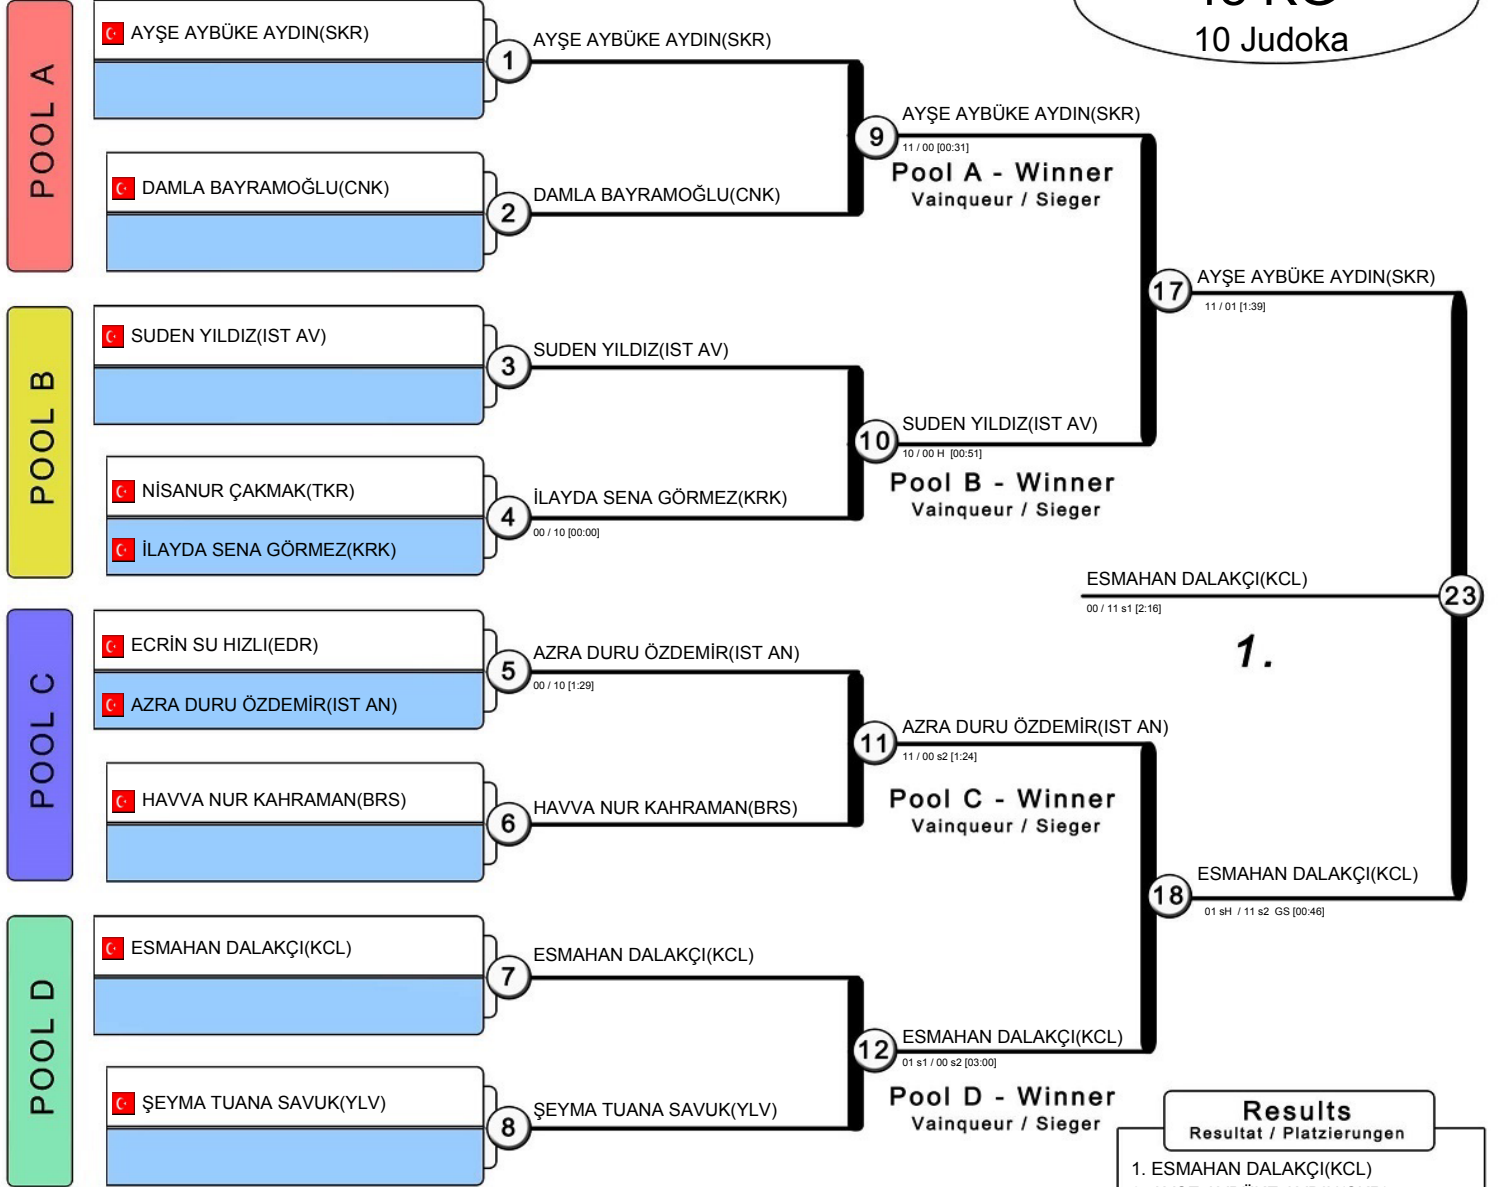 10 Judoka
POOL A
AYŞE AYBÜKE AYDIN(SKR)
1
AYŞE AYBÜKE AYDIN(SKR)
DAMLA BAYRAMOĞLU(CNK)
2
DAMLA BAYRAMOĞLU(CNK)
9
AYŞE AYBÜKE AYDIN(SKR)
11 / 00 [00:31]
Pool A - Winner
Vainqueur / Sieger
POOL B
SUDEN YILDIZ(IST AV)
3
SUDEN YILDIZ(IST AV)
NİSANUR ÇAKMAK(TKR)
İLAYDA SENA GÖRMEZ(KRK)
4
İLAYDA SENA GÖRMEZ(KRK)
00 / 10 [00:00]
10
SUDEN YILDIZ(IST AV)
10 / 00 H [00:51]
Pool B - Winner
Vainqueur / Sieger
17
AYŞE AYBÜKE AYDIN(SKR)
11 / 01 [1:39]
POOL C
ECRİN SU HIZLI(EDR)
AZRA DURU ÖZDEMİR(IST AN)
5
AZRA DURU ÖZDEMİR(IST AN)
00 / 10 [1:29]
HAVVA NUR KAHRAMAN(BRS)
6
HAVVA NUR KAHRAMAN(BRS)
11
AZRA DURU ÖZDEMİR(IST AN)
11 / 00 s2 [1:24]
Pool C - Winner
Vainqueur / Sieger
POOL D
ESMAHAN DALAKÇI(KCL)
7
ESMAHAN DALAKÇI(KCL)
ŞEYMA TUANA SAVUK(YLV)
8
ŞEYMA TUANA SAVUK(YLV)
12
ESMAHAN DALAKÇI(KCL)
01 s1 / 00 s2 [03:00]
Pool D - Winner
Vainqueur / Sieger
18
ESMAHAN DALAKÇI(KCL)
01 sH / 11 s2 GS [00:46]
23
ESMAHAN DALAKÇI(KCL)
00 / 11 s1 [2:16]
1.
Results
Resultat / Platzierungen
1. ESMAHAN DALAKÇI(KCL)